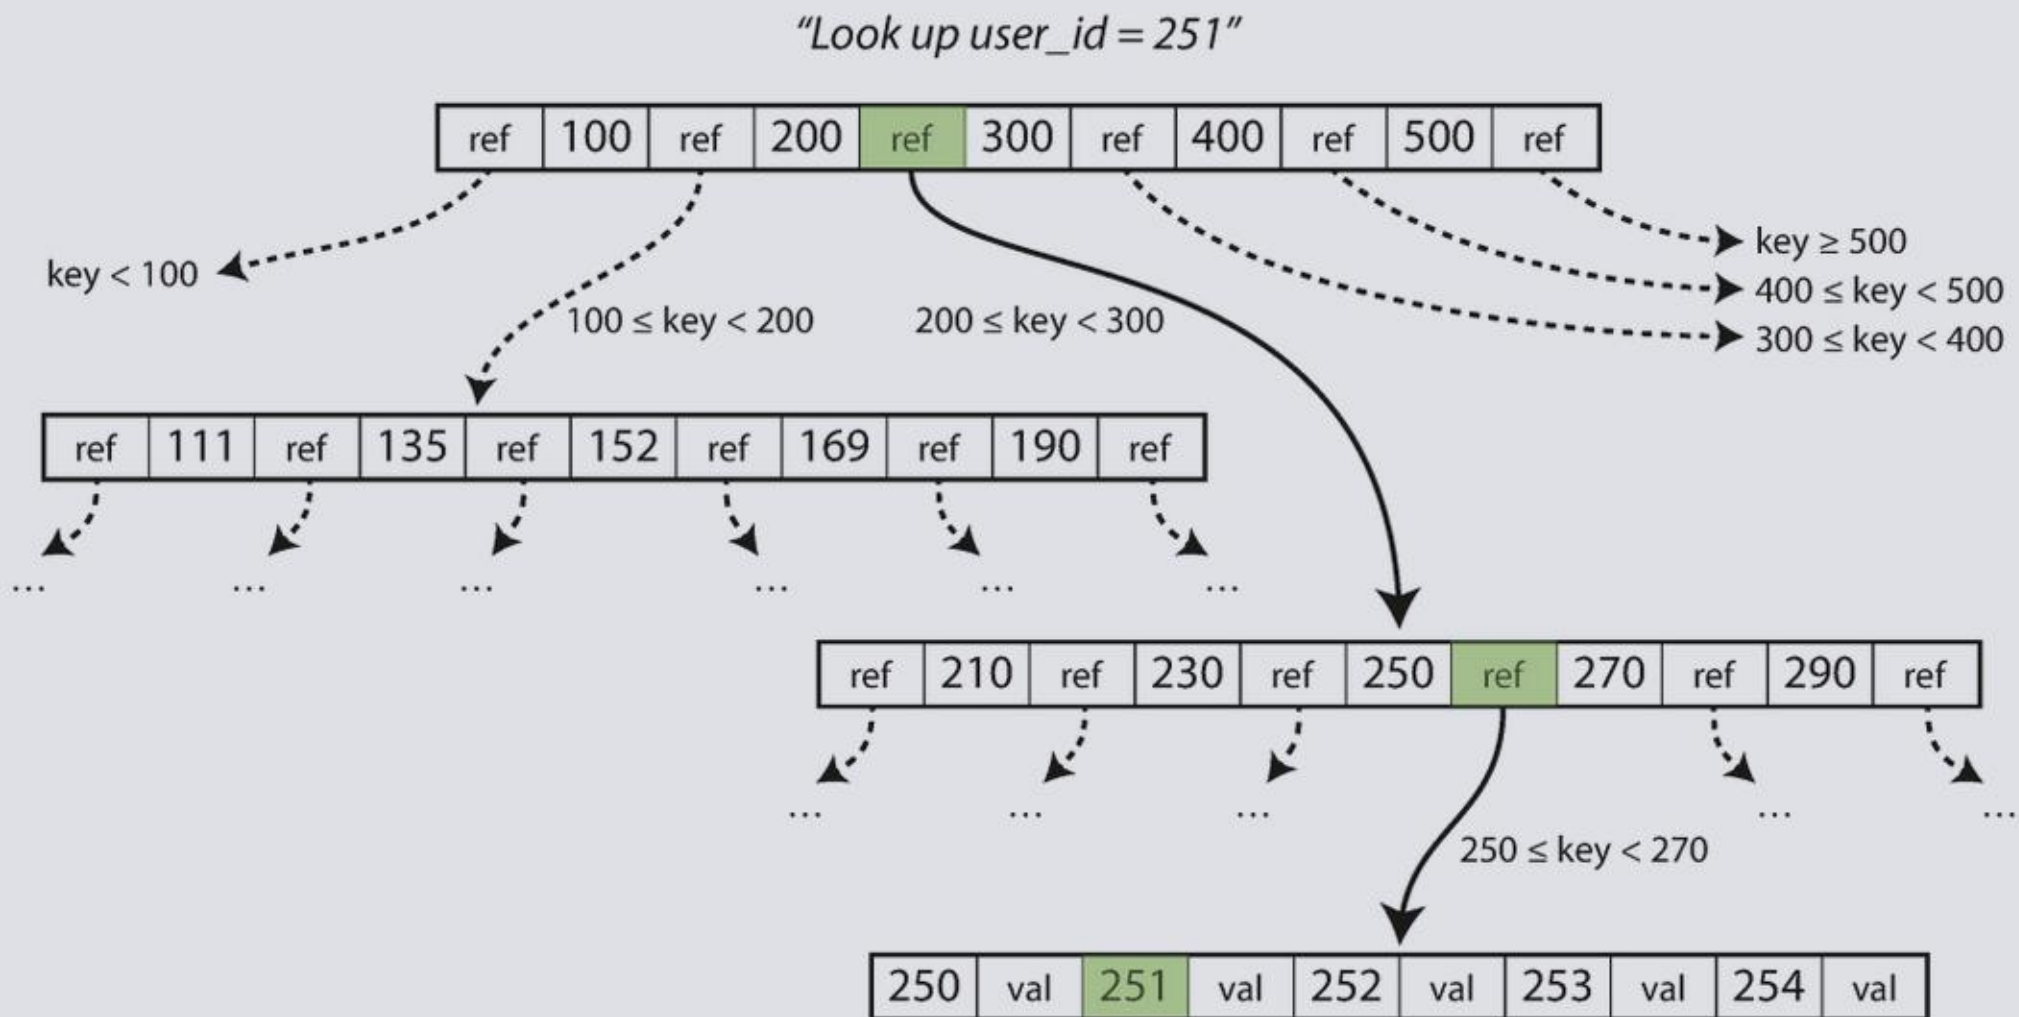 “Look up user_id = 251”
ref 100 ref 200 ref 300 ref 400 ref 500 ref
key ≥ 500
key < 100
400 ≤ key < 500
100 ≤ key < 200
200 ≤ key < 300
300 ≤ key < 400
ref 111 ref 135 ref 152 ref 169 ref 190 ref
... ... ... ... ... ...
ref 210 ref 230 ref 250 ref 270 ref 290 ref
... ... ... ... ...
250 ≤ key < 270
250 val 251 val 252 val 253 val 254 val